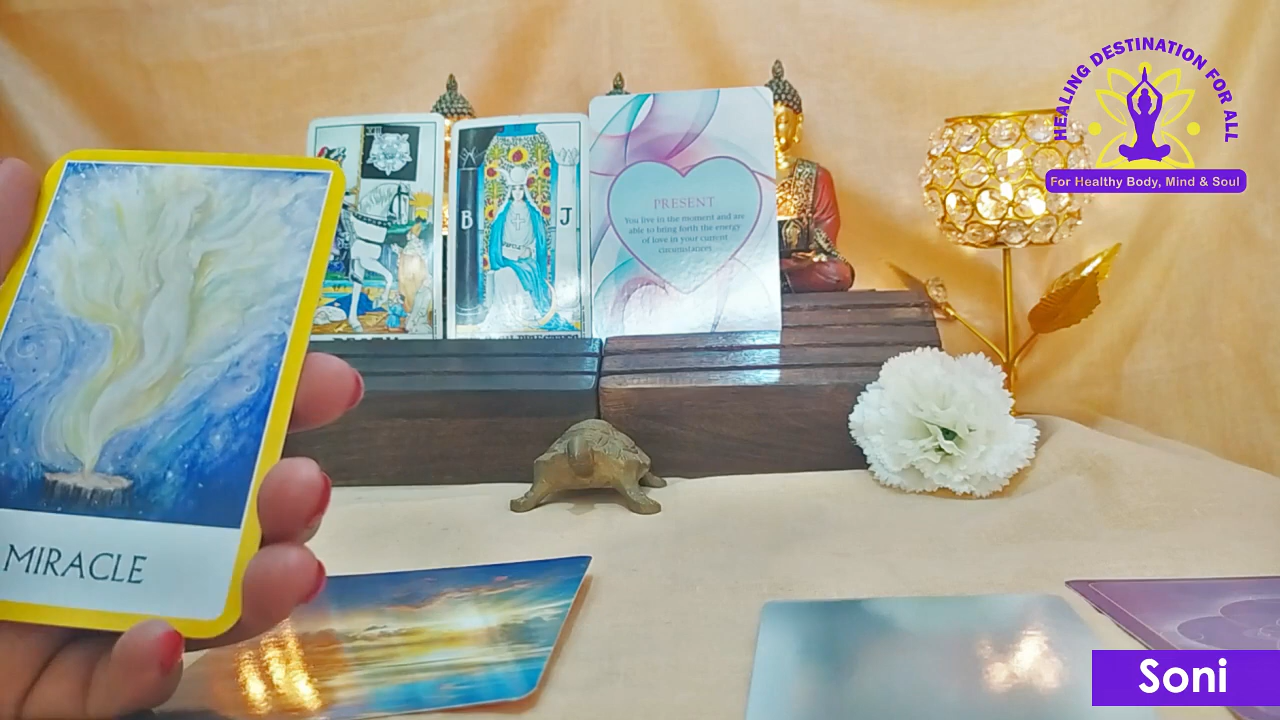 HEALING DESTINATION FOR ALL
For Healthy Body, Mind & Soul
XIII
B
J
PRESENT
You live in the moment and are
able to bring forth the energy
of love in your current
circumstances
MIRACLE
Soni